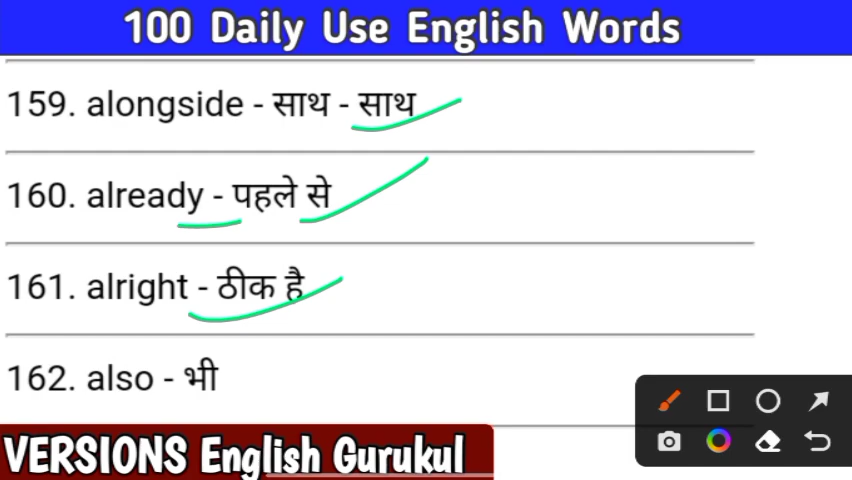 100 Daily Use English Words
159. alongside - साथ - साथ
160. already - पहले से
161. alright - ठीक है
162. also - भी
VERSIONS English Gurukul